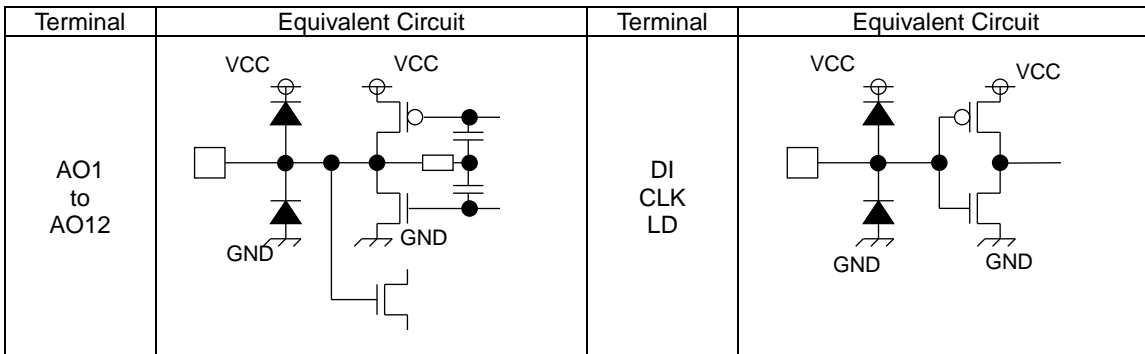 Terminal Equivalent Circuit Terminal Equivalent Circuit
AO1
to
AO12
VCC VCC
GND
GND
DI
CLK
LD
VCC VCC
GND GND